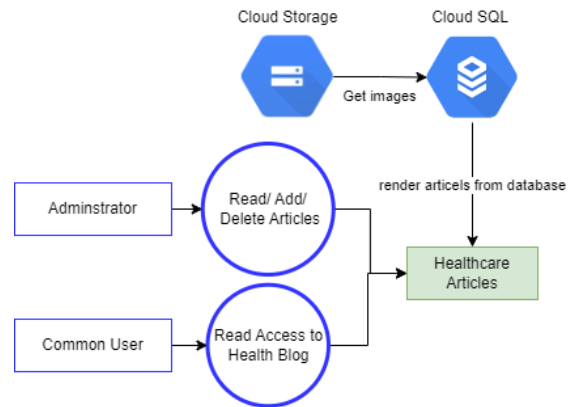 Cloud Storage
Cloud SQL
Get images
render articels from database
Adminstrator
Read/ Add/
Delete Articles
Healthcare
Articles
Common User
Read Access to
Health Blog